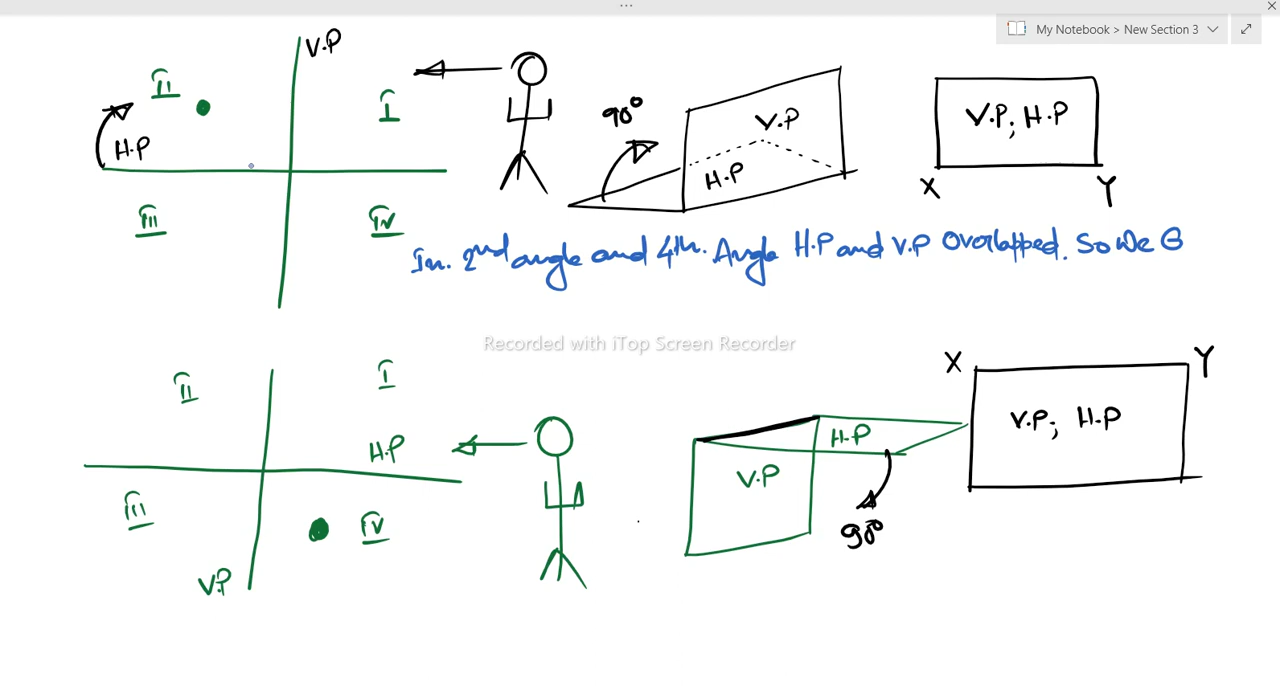 ...
My Notebook > New Section 3
V.P
II
I
H.P
III
IV
90°
V.P
H.P
V.P; H.P
X
Y
In. 2nd angle and 4th. Angle H.P and V.P Overlapped. So We G
Recorded with iTop Screen Recorder
II
I
H.P
III
IV
V.P
H.P
V.P
90°
X
Y
V.P; H.P